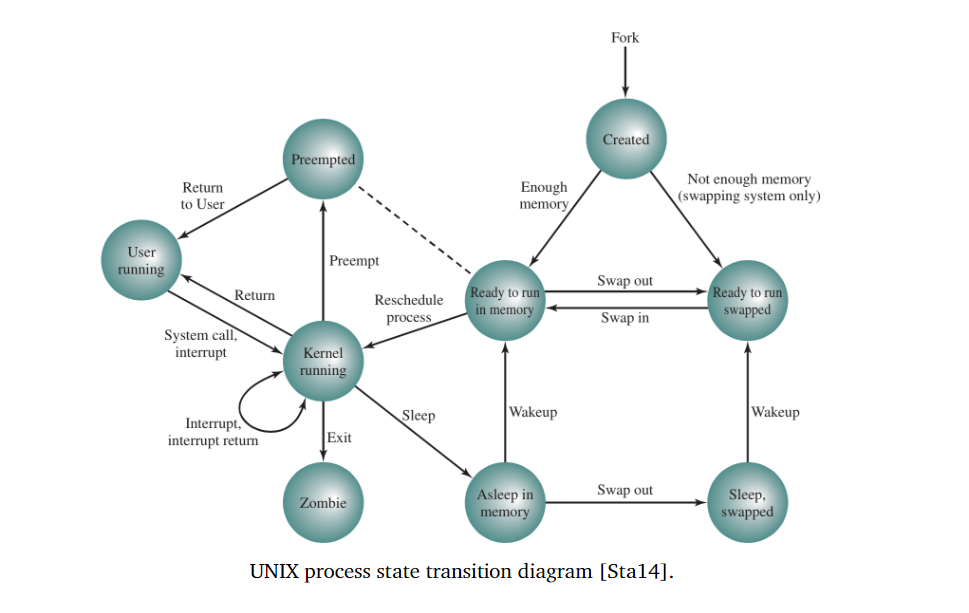 Fork
Created
Preempted
Enough
memory
Not enough memory
(swapping system only)
Return
to User
User
running
Preempt
Return
Reschedule
process
Ready to run
in memory
Swap out
Swap in
Ready to run
swapped
System call,
interrupt
Kernel
running
Interrupt,
interrupt return
Sleep
Wakeup
Wakeup
Exit
Zombie
Asleep in
memory
Swap out
Sleep,
swapped
UNIX process state transition diagram [Sta14].